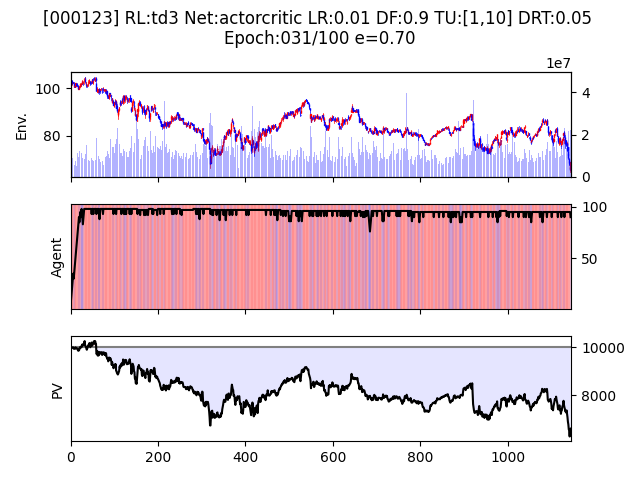 [000123] RL:td3 Net:actorcritic LR:0.01 DF:0.9 TU:[1,10] DRT:0.05
Epoch:031/100 e=0.70
1e7
100
80
Env.
4
2
0
Agent
100
50
PV
10000
8000
0
200
400
600
800
1000